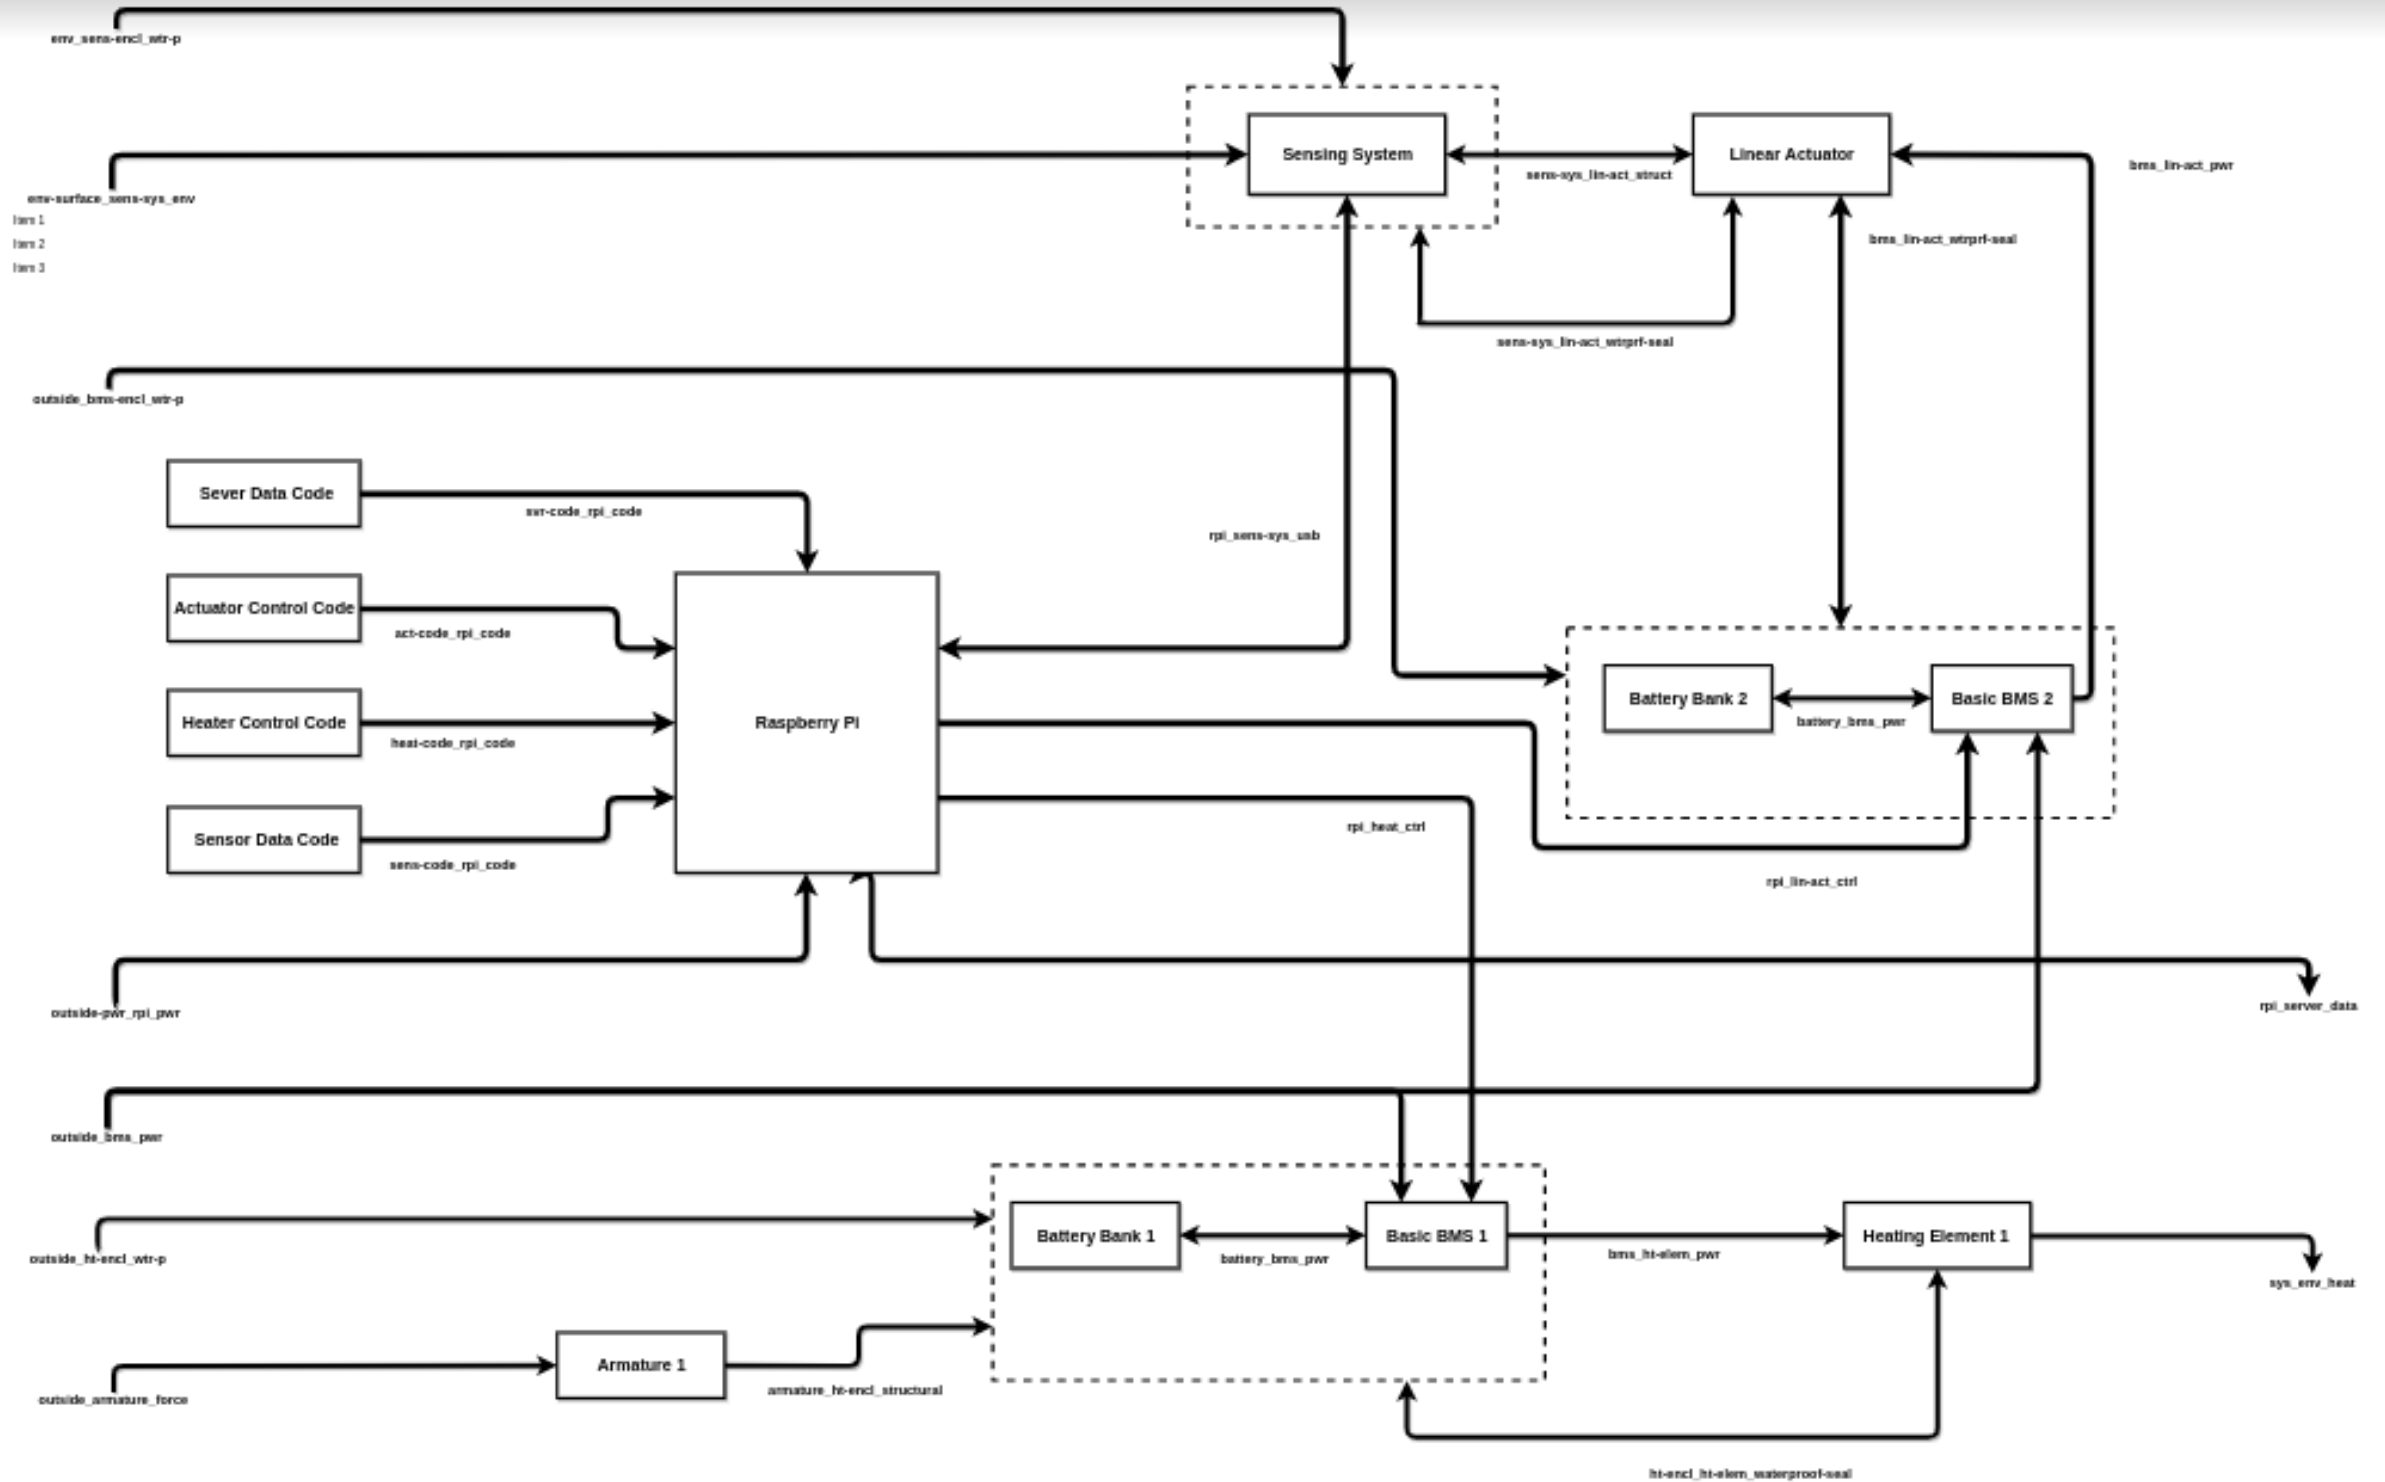 env_sens-encl_wtr-p
Sensing System
Linear Actuator
sens-sys_lin-act_struct
bms_lin-act_pwr
env-surface_sens-sys_env
Item 1
Item 2
Item 3
bms_lin-act_wtrprf-seal
sens-sys_lin-act_wtrprf-seal
outside_bms-encl_wtr-p
Sever Data Code
svr-code_rpi_code
rpi_sens-sys_usb
Actuator Control Code
act-code_rpi_code
Heater Control Code
heat-code_rpi_code
Raspberry Pi
Battery Bank 2
battery_bms_pwr
Basic BMS 2
Sensor Data Code
sens-code_rpi_code
rpi_heat_ctrl
rpi_lin-act_ctrl
outside-pwr_rpi_pwr
rpi_server_data
outside_bms_pwr
outside_ht-encl_wtr-p
Battery Bank 1
battery_bms_pwr
Basic BMS 1
bms_ht-elem_pwr
Heating Element 1
sys_env_heat
Armature 1
outside_armature_force
armature_ht-encl_structural
ht-encl_ht-elem_waterproof-seal